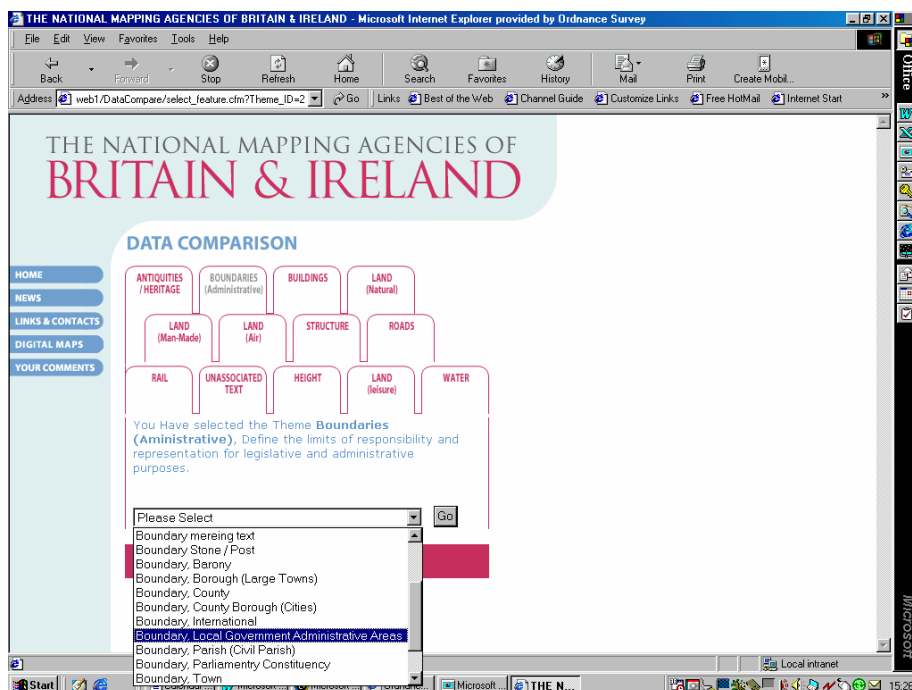 THE NATIONAL MAPPING AGENCIES OF BRITAIN & IRELAND - Microsoft Internet Explorer provided by Ordnance Survey
File Edit View Favorites Tools Help
Back Forward Stop Refresh Home Search Favorites History Mail Print Create Mobil...
Address web1/DataCompare/select_feature.cfm?Theme_ID=2 Go Links Best of the Web Channel Guide Customize Links Free HotMail Internet Start »
Office
THE NATIONAL MAPPING AGENCIES OF
BRITAIN & IRELAND
DATA COMPARISON
HOME
NEWS
LINKS & CONTACTS
DIGITAL MAPS
YOUR COMMENTS
ANTIQUITIES
/HERITAGE
BOUNDARIES
(Administrative)
BUILDINGS
LAND
(Natural)
LAND
(Man-Made)
LAND
(Air)
STRUCTURE
ROADS
RAIL
UNASSOCIATED
TEXT
HEIGHT
LAND
(leisure)
WATER
You Have selected the Theme Boundaries
(Aministrative), Define the limits of responsibility and
representation for legislative and administrative
purposes.
Please Select
Go
Boundary mereing text
Boundary Stone / Post
Boundary, Barony
Boundary, Borough (Large Towns)
Boundary, County
Boundary, County Borough (Cities)
Boundary, International
Boundary, Local Government Administrative Areas
Boundary, Parish (Civil Parish)
Boundary, Parliamentry Constituency
Boundary, Town
Microsoft
Local intranet
Start Microsoft ... THE N... 15:28